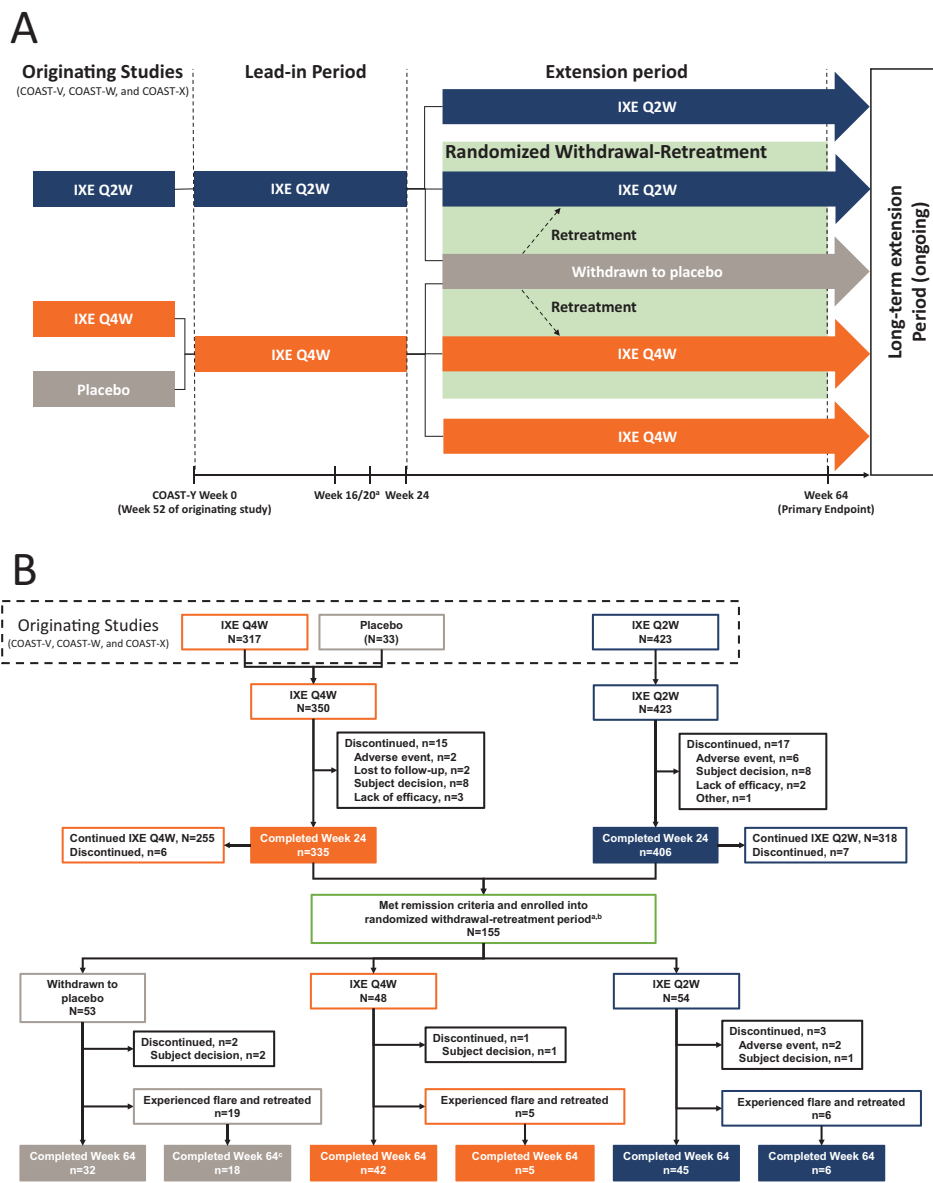 A
Originating Studies
(COAST-V, COAST-W, and COAST-X)
Lead-in Period
Extension period
IXE Q2W
Randomized Withdrawal-Retreatment
IXE Q2W
IXE Q2W
IXE Q2W
Retreatment
Withdrawn to placebo
Retreatment
IXE Q4W
IXE Q4W
IXE Q4W
Placebo
IXE Q4W
Long-term extension
Period (ongoing)
COAST-Y Week 0
(Week 52 of originating study)
Week 16/20ᵃ
Week 24
Week 64
(Primary Endpoint)
B
Originating Studies
(COAST-V, COAST-W, and COAST-X)
IXE Q4W
N=317
Placebo
(N=33)
IXE Q2W
N=423
IXE Q4W
N=350
IXE Q2W
N=423
Discontinued, n=15
Adverse event, n=2
Lost to follow-up, n=2
Subject decision, n=8
Lack of efficacy, n=3
Discontinued, n=17
Adverse event, n=6
Subject decision, n=8
Lack of efficacy, n=2
Other, n=1
Continued IXE Q4W, N=255
Discontinued, n=6
Completed Week 24
n=335
Completed Week 24
n=406
Continued IXE Q2W, N=318
Discontinued, n=7
Met remission criteria and enrolled into
randomized withdrawal-retreatment periodᵃ,ᵇ
N=155
Withdrawn to
placebo
N=53
IXE Q4W
N=48
IXE Q2W
N=54
Discontinued, n=2
Subject decision, n=2
Discontinued, n=1
Subject decision, n=1
Discontinued, n=3
Adverse event, n=2
Subject decision, n=1
Experienced flare and retreated
n=19
Experienced flare and retreated
n=5
Experienced flare and retreated
n=6
Completed Week 64
n=32
Completed Week 64ᶜ
n=18
Completed Week 64
n=42
Completed Week 64
n=5
Completed Week 64
n=45
Completed Week 64
n=6